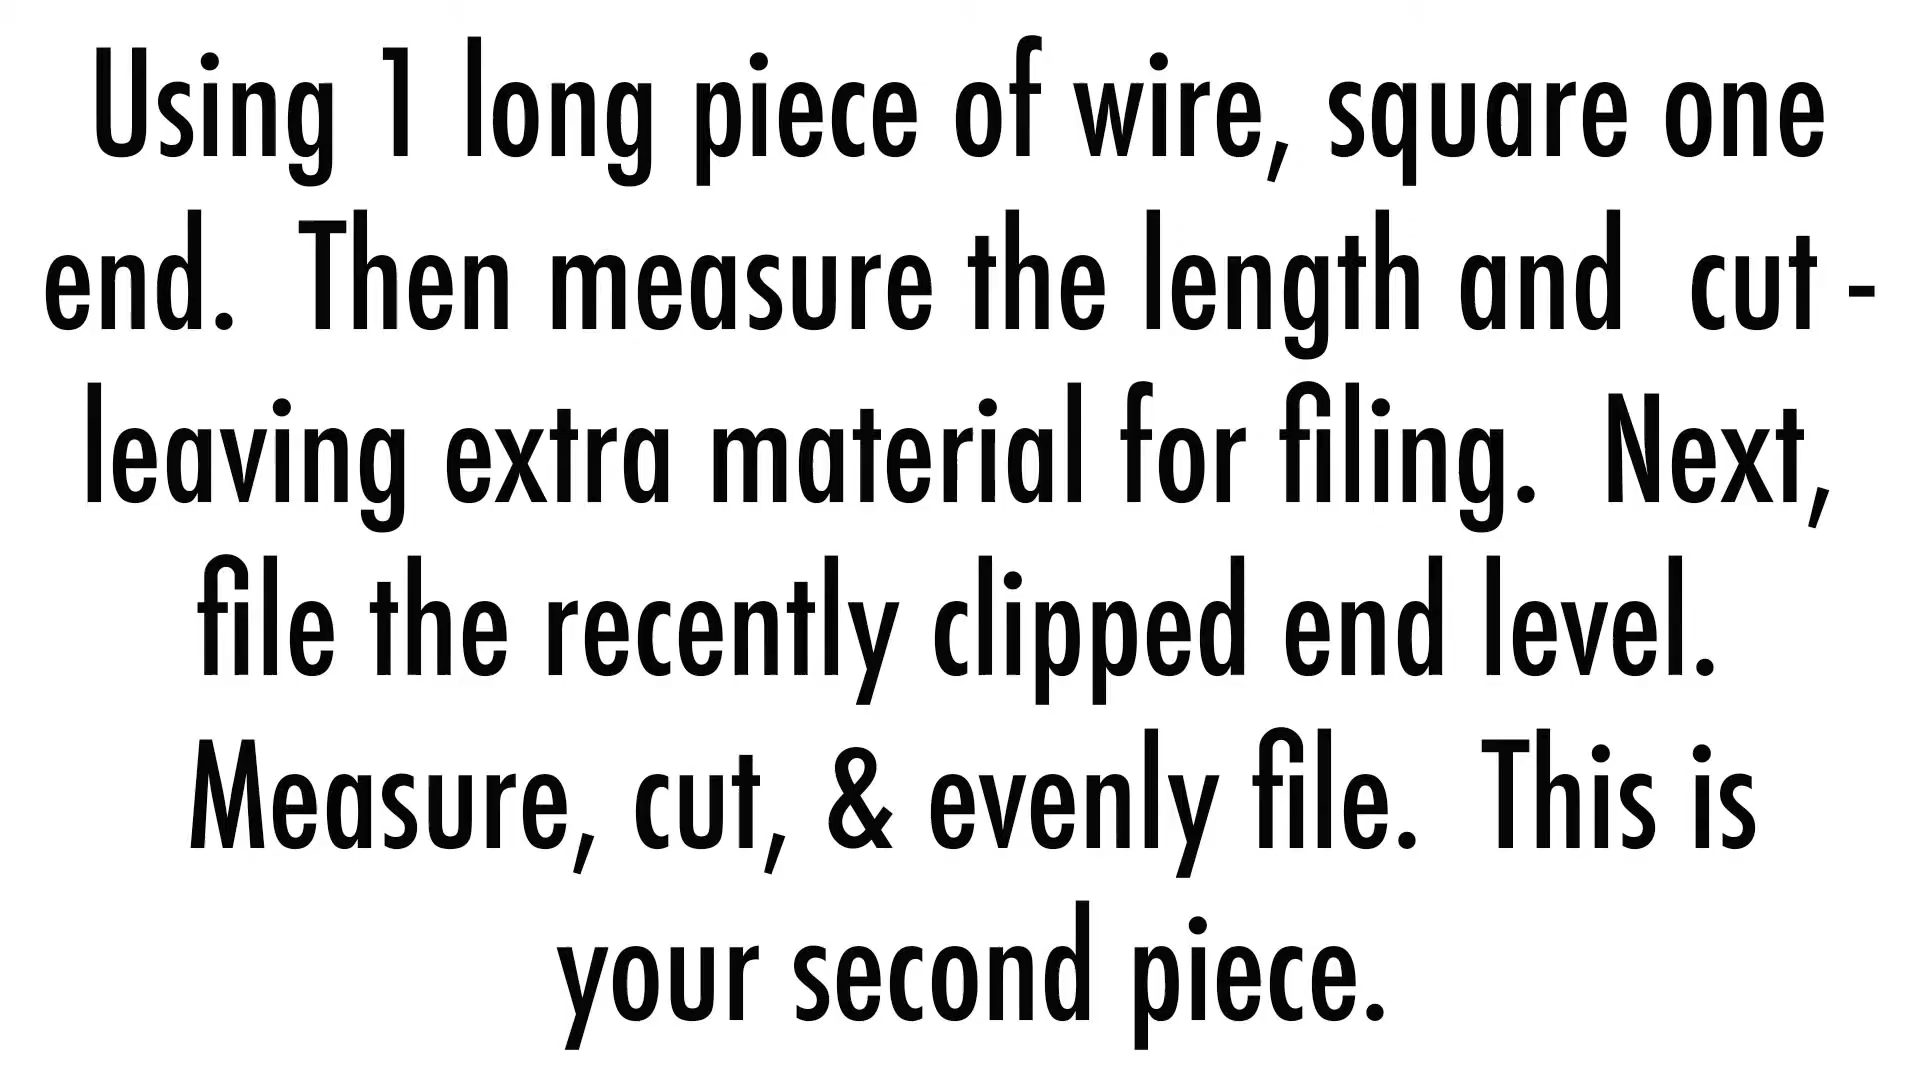 Using 1 long piece of wire, square one
end.  Then measure the length and  cut -
leaving extra material for filing.  Next,
file the recently clipped end level.
Measure, cut, & evenly file.  This is
your second piece.